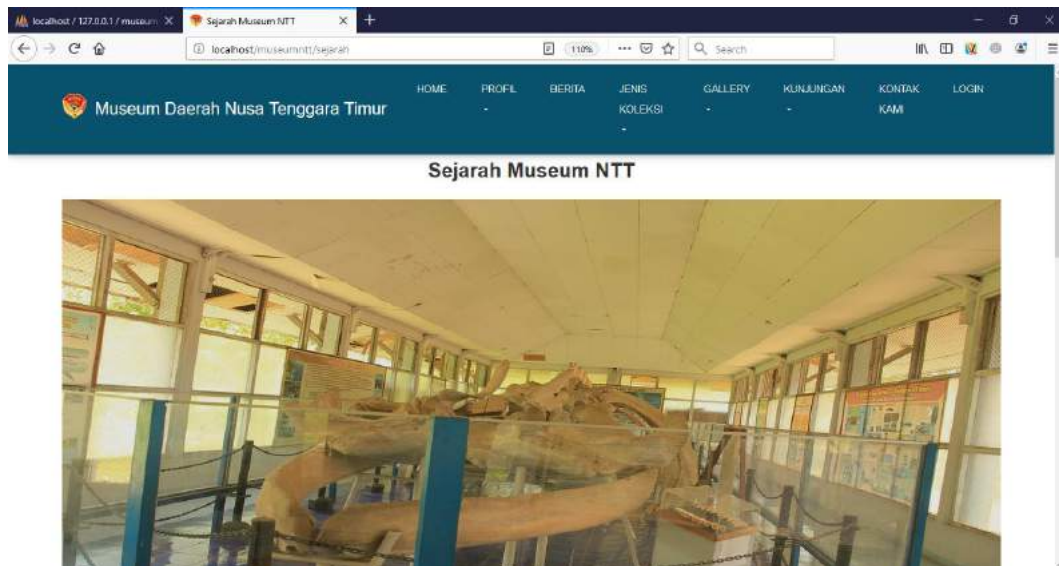 localhost / 127.0.0.1 / museum
Sejarah Museum NTT
localhost/museumntt/sejarah
110%
Search
Museum Daerah Nusa Tenggara Timur
HOME
PROFIL
BERITA
JENIS
KOLEKSI
GALLERY
KUNJUNGAN
KONTAK
KAMI
LOGIN
Sejarah Museum NTT